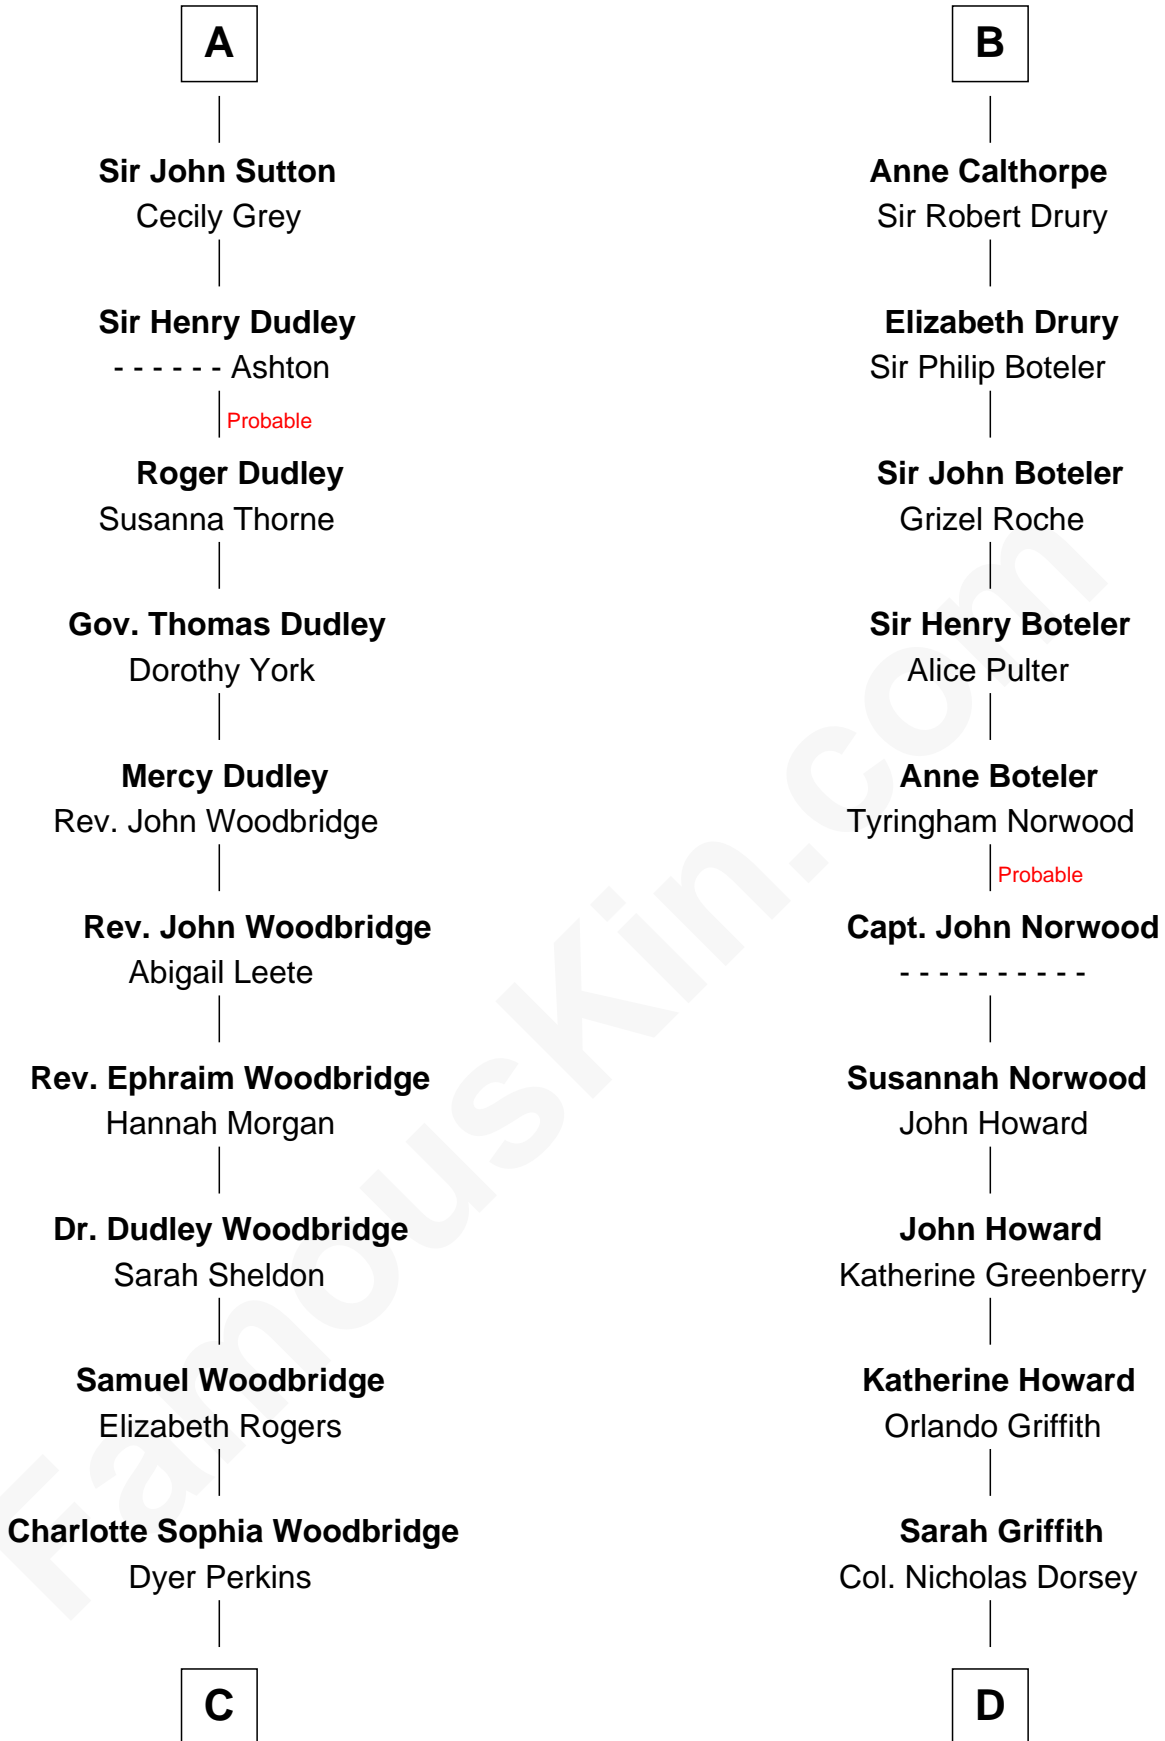 A
Sir John Sutton
Cecily Grey
Sir Henry Dudley
- - - - - - Ashton
Probable
Roger Dudley
Susanna Thorne
Gov. Thomas Dudley
Dorothy York
Mercy Dudley
Rev. John Woodbridge
Rev. John Woodbridge
Abigail Leete
Rev. Ephraim Woodbridge
Hannah Morgan
Dr. Dudley Woodbridge
Sarah Sheldon
Samuel Woodbridge
Elizabeth Rogers
Charlotte Sophia Woodbridge
Dyer Perkins
C
B
Anne Calthorpe
Sir Robert Drury
Elizabeth Drury
Sir Philip Boteler
Sir John Boteler
Grizel Roche
Sir Henry Boteler
Alice Pulter
Anne Boteler
Tyringham Norwood
Probable
Capt. John Norwood
- - - - - - - - - -
Susannah Norwood
John Howard
John Howard
Katherine Greenberry
Katherine Howard
Orlando Griffith
Sarah Griffith
Col. Nicholas Dorsey
D
FamousKin.com